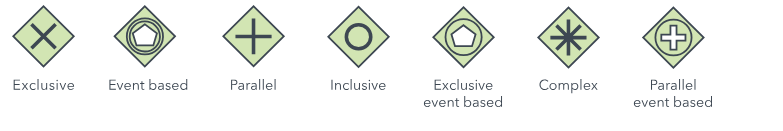 Exclusive
Event based
Parallel
Inclusive
Exclusive
event based
Complex
Parallel
event based